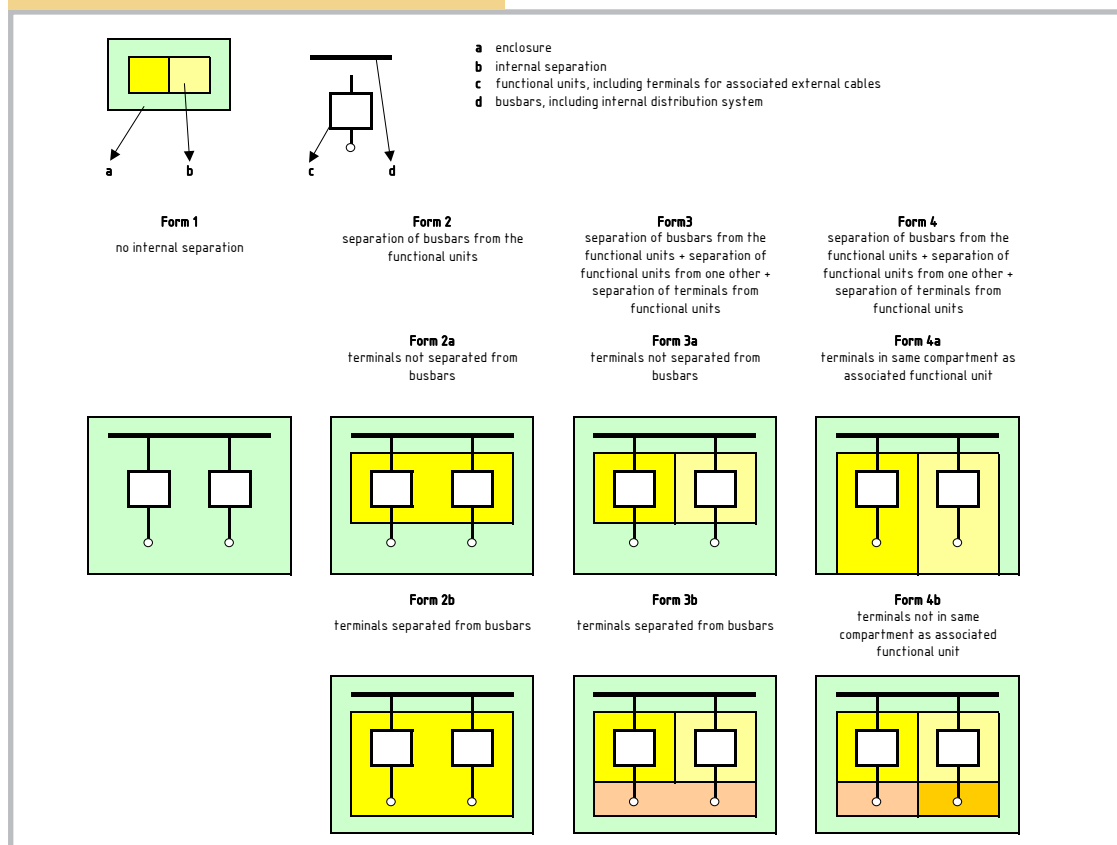 a enclosure
b internal separation
c functional units, including terminals for associated external cables
d busbars, including internal distribution system
a
b
c
d
Form 1
no internal separation
Form 2
separation of busbars from the
functional units
Form3
separation of busbars from the
functional units + separation of
functional units from one other +
separation of terminals from
functional units
Form 4
separation of busbars from the
functional units + separation of
functional units from one other +
separation of terminals from
functional units
Form 2a
terminals not separated from
busbars
Form 3a
terminals not separated from
busbars
Form 4a
terminals in same compartment as
associated functional unit
Form 2b
terminals separated from busbars
Form 3b
terminals separated from busbars
Form 4b
terminals not in same
compartment as associated
functional unit